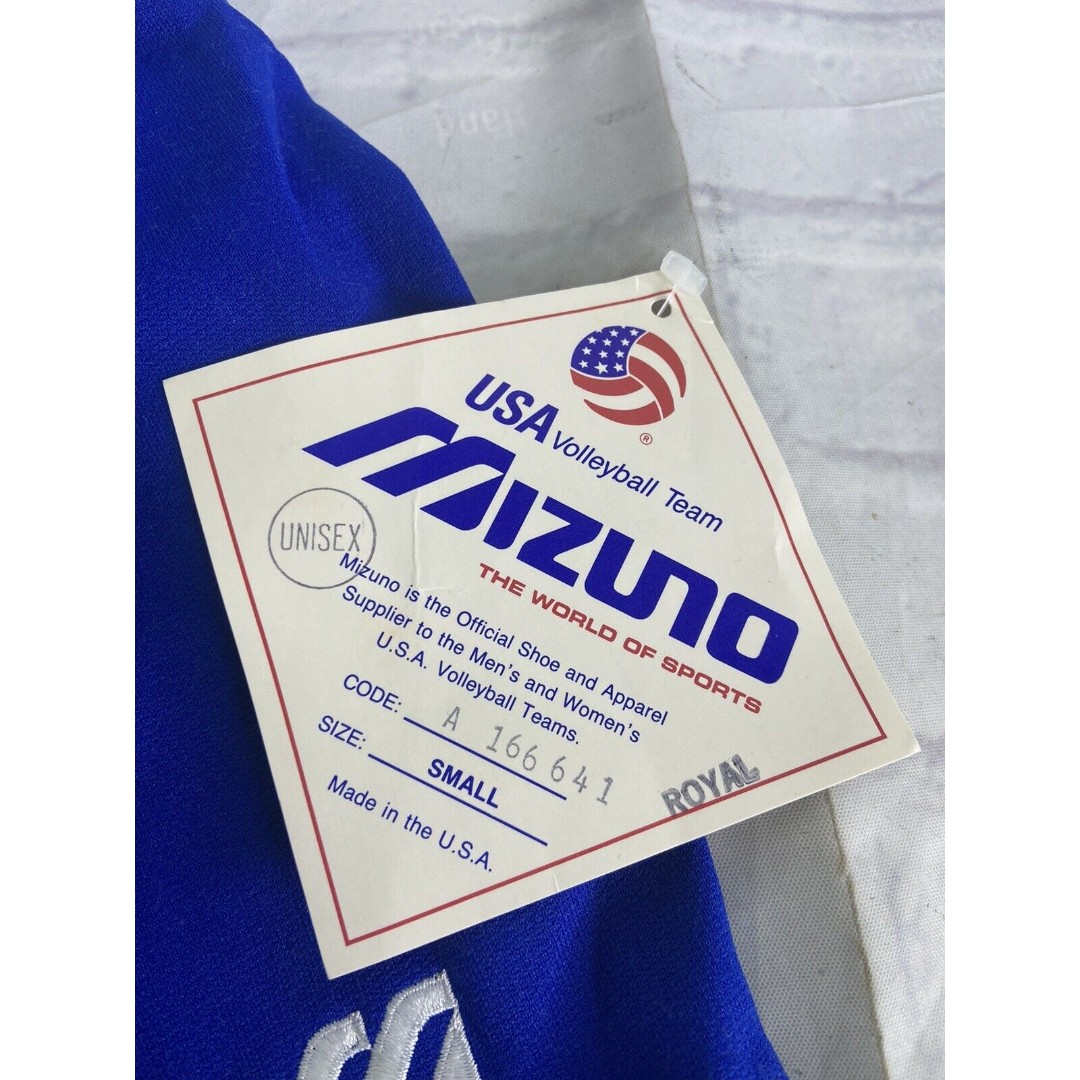 USA Volleyball Team
®
MIZUNO
THE WORLD OF SPORTS
UNISEX
Mizuno is the Official Shoe and Apparel
Supplier to the Men's and Women's
U.S.A. Volleyball Teams.
CODE: A 166641
SIZE: SMALL
Made in the U.S.A.
ROYAL